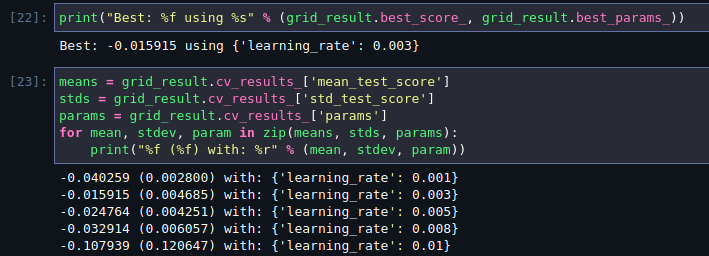 [22]: print("Best: %f using %s" % (grid_result.best_score_, grid_result.best_params_))
Best: -0.015915 using {'learning_rate': 0.003}
[23]: means = grid_result.cv_results_['mean_test_score']
stds = grid_result.cv_results_['std_test_score']
params = grid_result.cv_results_['params']
for mean, stdev, param in zip(means, stds, params):
    print("%f (%f) with: %r" % (mean, stdev, param))
-0.040259 (0.002800) with: {'learning_rate': 0.001}
-0.015915 (0.004685) with: {'learning_rate': 0.003}
-0.024764 (0.004251) with: {'learning_rate': 0.005}
-0.032914 (0.006057) with: {'learning_rate': 0.008}
-0.107939 (0.120647) with: {'learning_rate': 0.01}